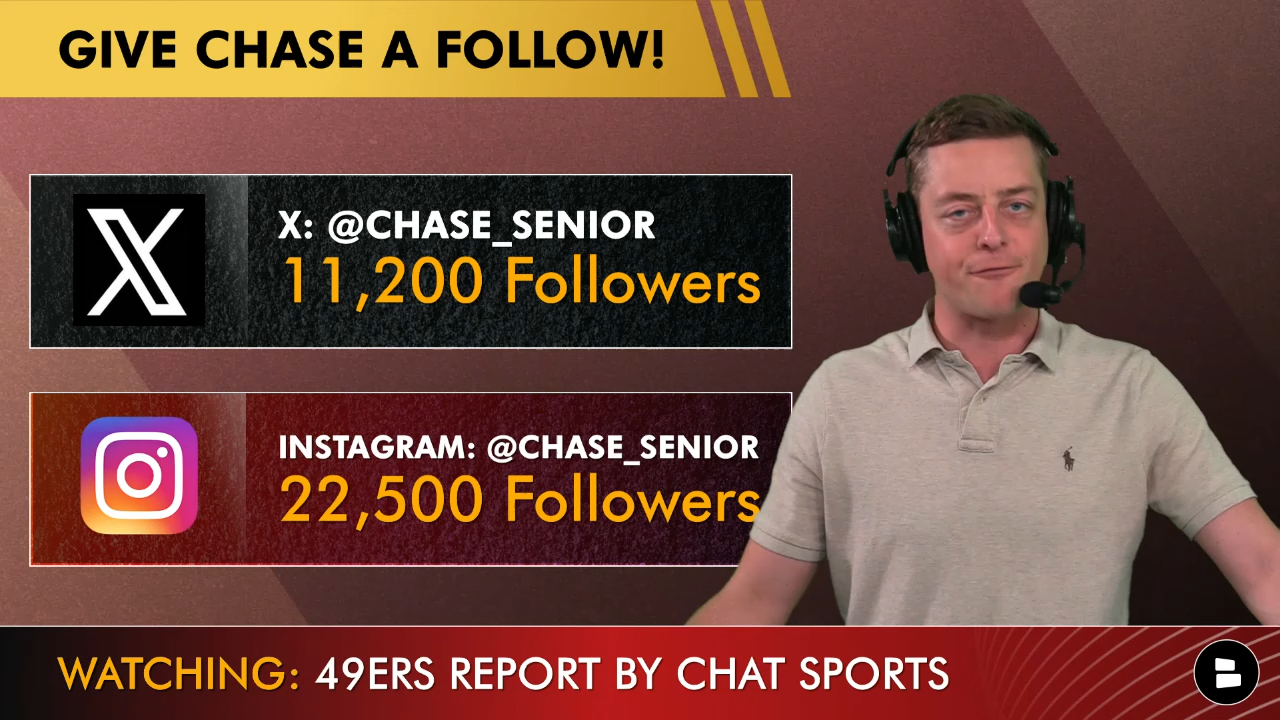 GIVE CHASE A FOLLOW!
X: @CHASE_SENIOR
11,200 Followers
INSTAGRAM: @CHASE_SENIOR
22,500 Followers
WATCHING: 49ERS REPORT BY CHAT SPORTS